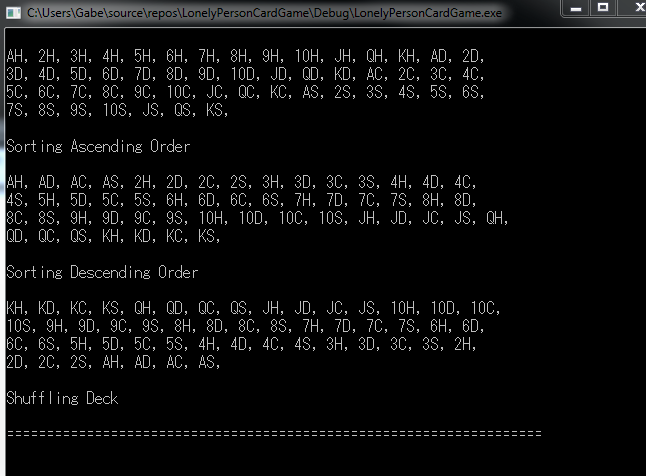 C:\Users\Gabe\source\repos\LonelyPersonCardGame\Debug\LonelyPersonCardGame.exe
AH, 2H, 3H, 4H, 5H, 6H, 7H, 8H, 9H, 10H, JH, QH, KH, AD, 2D,
3D, 4D, 5D, 6D, 7D, 8D, 9D, 10D, JD, QD, KD, AC, 2C, 3C, 4C,
5C, 6C, 7C, 8C, 9C, 10C, JC, QC, KC, AS, 2S, 3S, 4S, 5S, 6S,
7S, 8S, 9S, 10S, JS, QS, KS,
Sorting Ascending Order
AH, AD, AC, AS, 2H, 2D, 2C, 2S, 3H, 3D, 3C, 3S, 4H, 4D, 4C,
4S, 5H, 5D, 5C, 5S, 6H, 6D, 6C, 6S, 7H, 7D, 7C, 7S, 8H, 8D,
8C, 8S, 9H, 9D, 9C, 9S, 10H, 10D, 10C, 10S, JH, JD, JC, JS, QH,
QD, QC, QS, KH, KD, KC, KS,
Sorting Descending Order
KH, KD, KC, KS, QH, QD, QC, QS, JH, JD, JC, JS, 10H, 10D, 10C,
10S, 9H, 9D, 9C, 9S, 8H, 8D, 8C, 8S, 7H, 7D, 7C, 7S, 6H, 6D,
6C, 6S, 5H, 5D, 5C, 5S, 4H, 4D, 4C, 4S, 3H, 3D, 3C, 3S, 2H,
2D, 2C, 2S, AH, AD, AC, AS,
Shuffling Deck
===================================================================